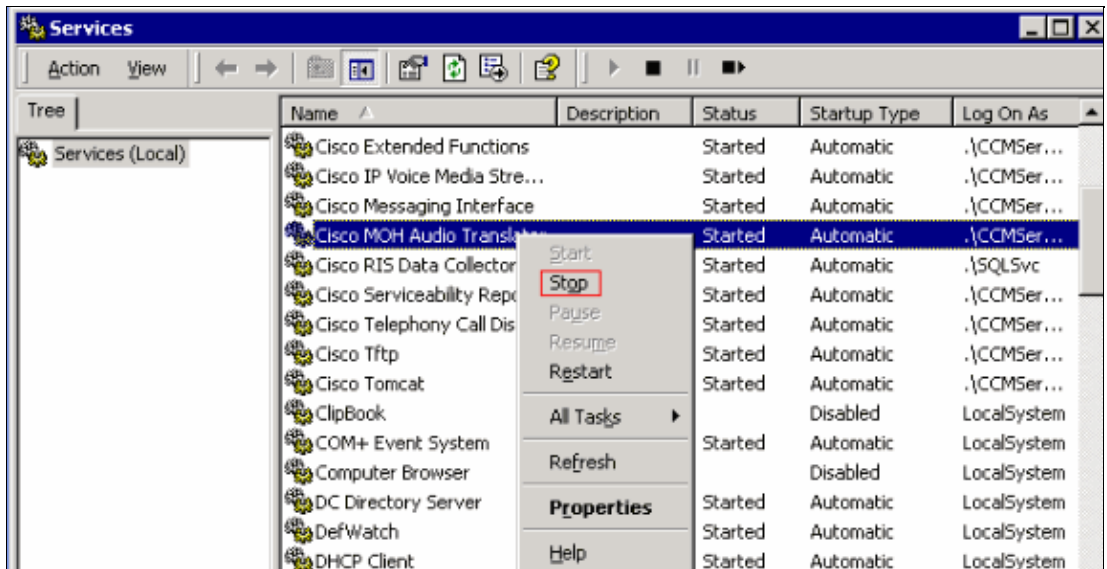 Services
Action View
Tree
Name Description Status Startup Type Log On As
Services (Local)
Cisco Extended Functions Started Automatic .\CCMSer...
Cisco IP Voice Media Stre... Started Automatic .\CCMSer...
Cisco Messaging Interface Started Automatic .\CCMSer...
Cisco MOH Audio Translator Started Automatic .\CCMSer...
Cisco RIS Data Collector Started Automatic .\SQLSvc
Cisco Serviceability Repo Started Automatic .\CCMSer...
Cisco Telephony Call Dis Started Automatic .\CCMSer...
Cisco Tftp Started Automatic .\CCMSer...
Cisco Tomcat Started Automatic .\CCMSer...
ClipBook Disabled LocalSystem
COM+ Event System Started Automatic LocalSystem
Computer Browser Disabled LocalSystem
DC Directory Server Started Automatic LocalSystem
DefWatch Started Automatic LocalSystem
DHCP Client Started Automatic LocalSystem
Start
Stop
Pause
Resume
Restart
All Tasks
Refresh
Properties
Help